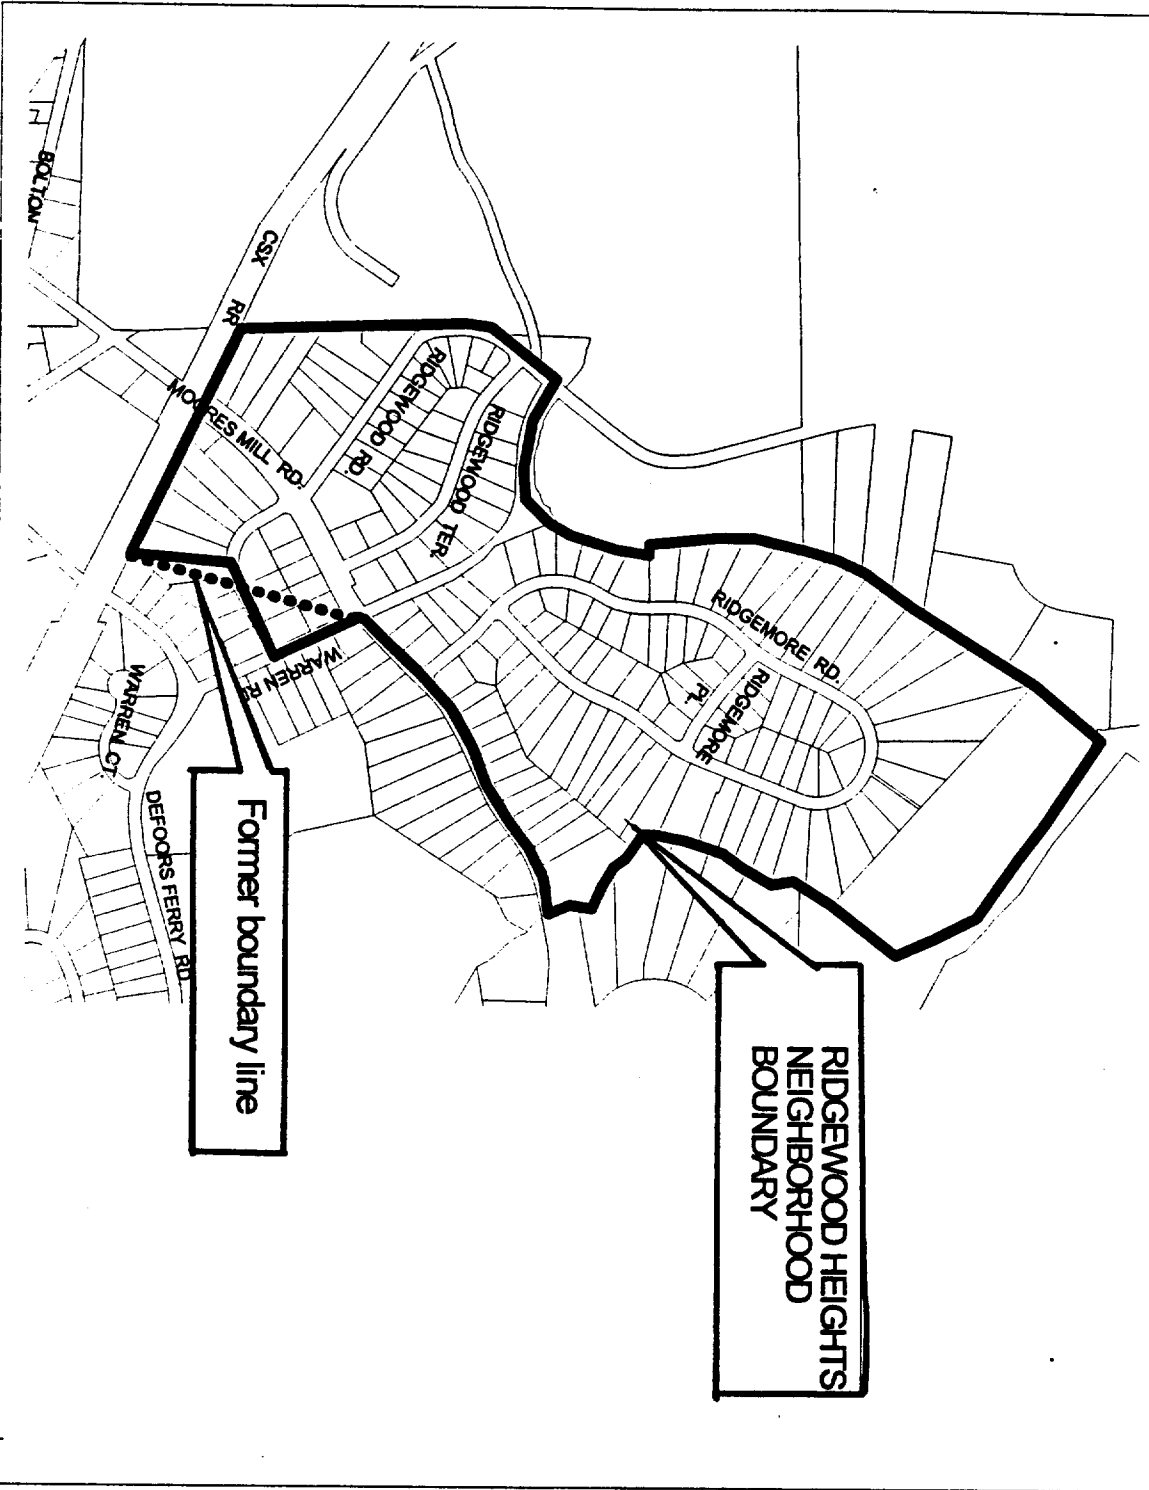 BOLTON
CSX RR
MOORES MILL RD.
RIDGEWOOD RD.
RIDGEWOOD TER.
RIDGEMORE RD.
RIDGEMORE
PL.
WARREN RD
WARREN CT
DEFOORS FERRY RD
Former boundary line
RIDGEWOOD HEIGHTS
NEIGHBORHOOD
BOUNDARY